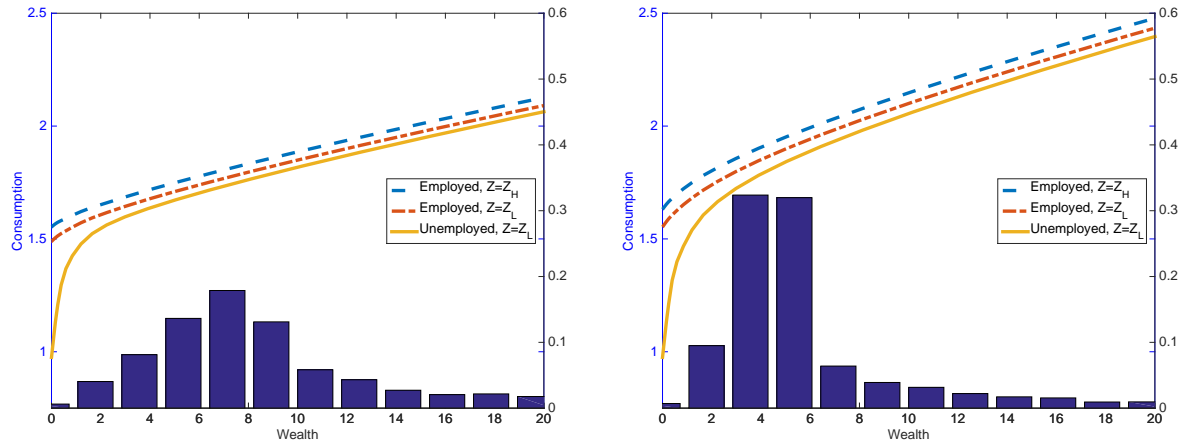 2.5
2
1.5
1
Consumption
0.6
0.5
0.4
0.3
0.2
0.1
0
Employed, Z=Z_H
Employed, Z=Z_L
Unemployed, Z=Z_L
0 2 4 6 8 10 12 14 16 18 20
Wealth
2.5
2
1.5
1
Consumption
0.6
0.5
0.4
0.3
0.2
0.1
0
Employed, Z=Z_H
Employed, Z=Z_L
Unemployed, Z=Z_L
0 2 4 6 8 10 12 14 16 18 20
Wealth